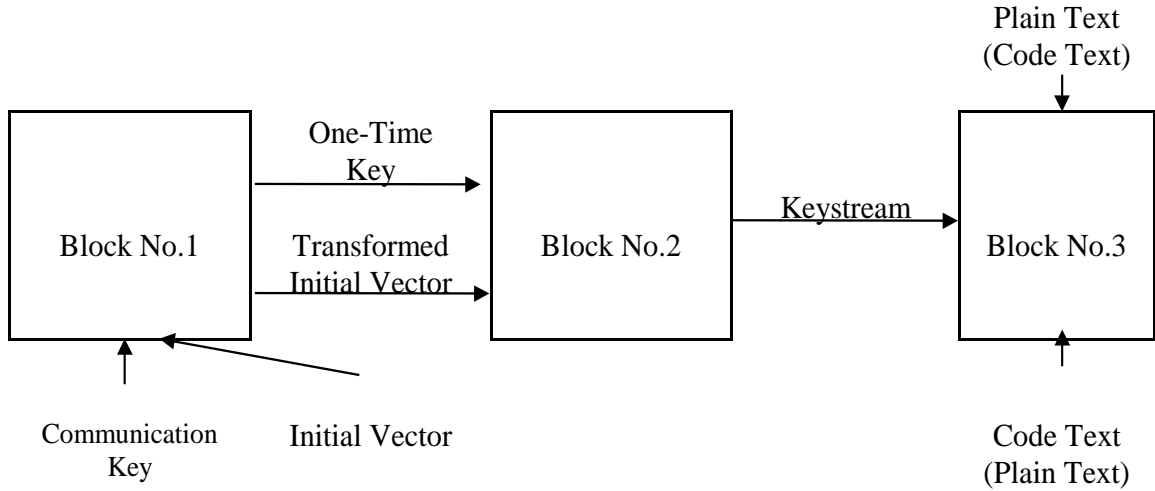 Plain Text
(Code Text)
One-Time
Key
Block No.1
Transformed
Initial Vector
Block No.2
Keystream
Block No.3
Communication
Key
Initial Vector
Code Text
(Plain Text)